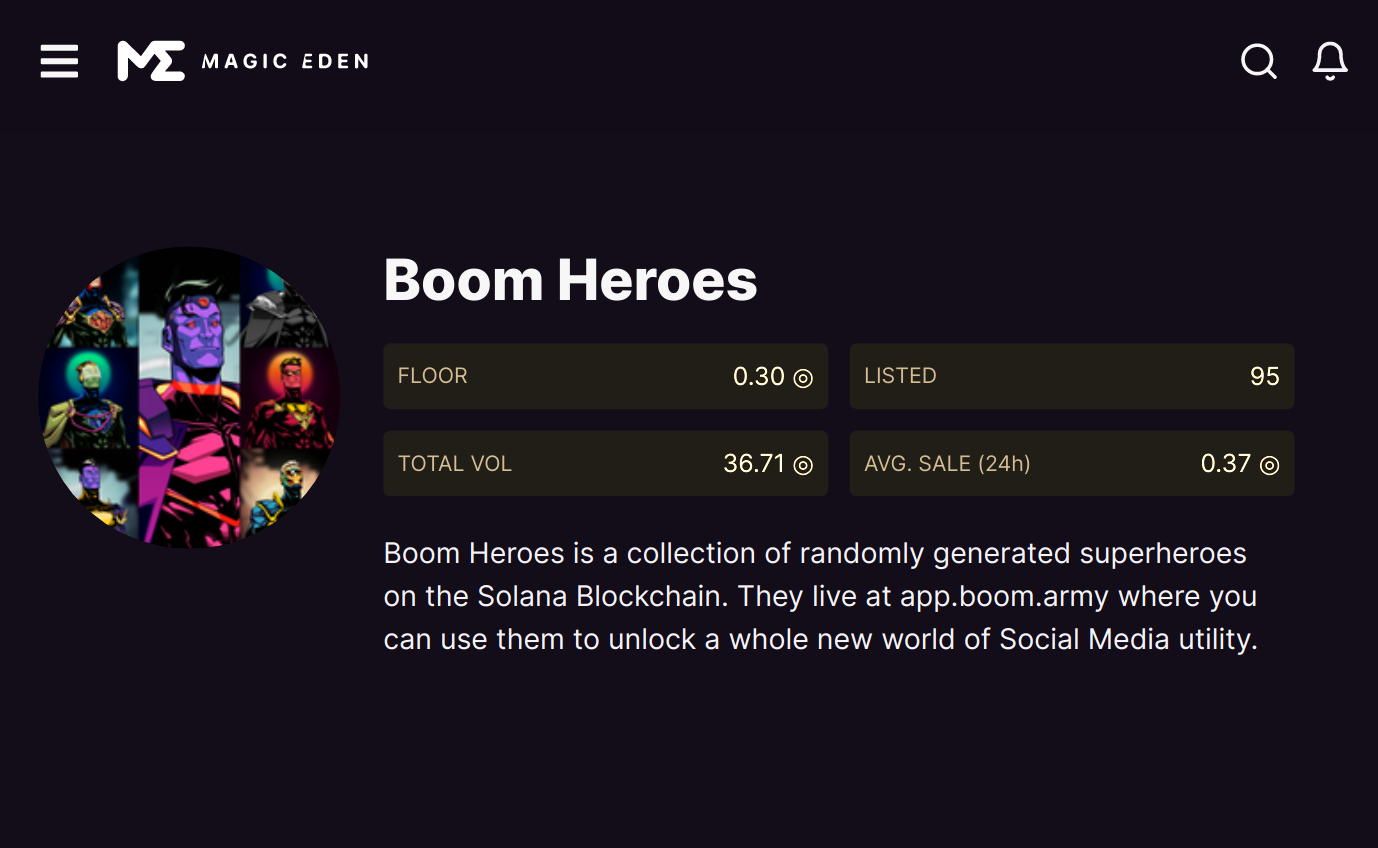 MAGIC EDEN
Boom Heroes
FLOOR 0.30 ◎
LISTED 95
TOTAL VOL 36.71 ◎
AVG. SALE (24h) 0.37 ◎
Boom Heroes is a collection of randomly generated superheroes
on the Solana Blockchain. They live at app.boom.army where you
can use them to unlock a whole new world of Social Media utility.